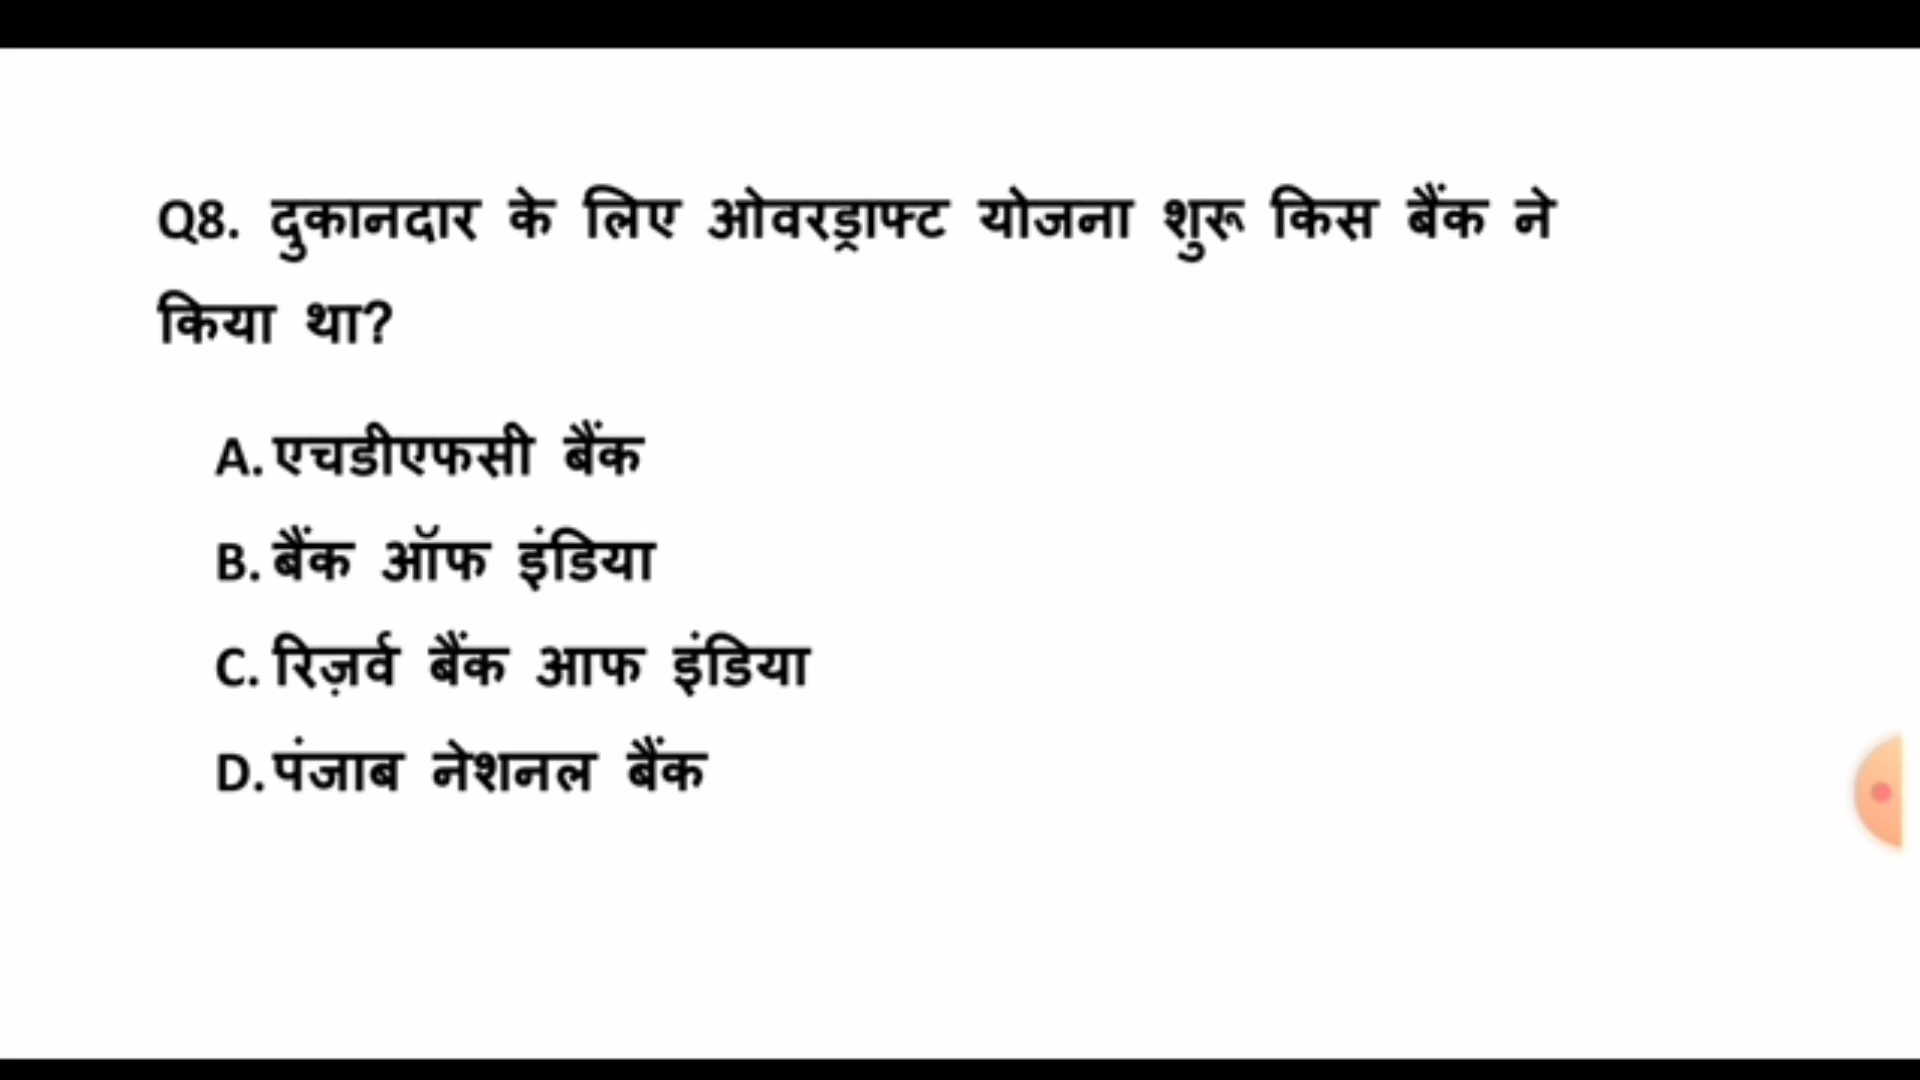 Q8. दुकानदार के लिए ओवरड्राफ्ट योजना शुरू किस बैंक ने
किया था?
A. एचडीएफसी बैंक
B. बैंक ऑफ इंडिया
C. रिज़र्व बैंक आफ इंडिया
D. पंजाब नेशनल बैंक